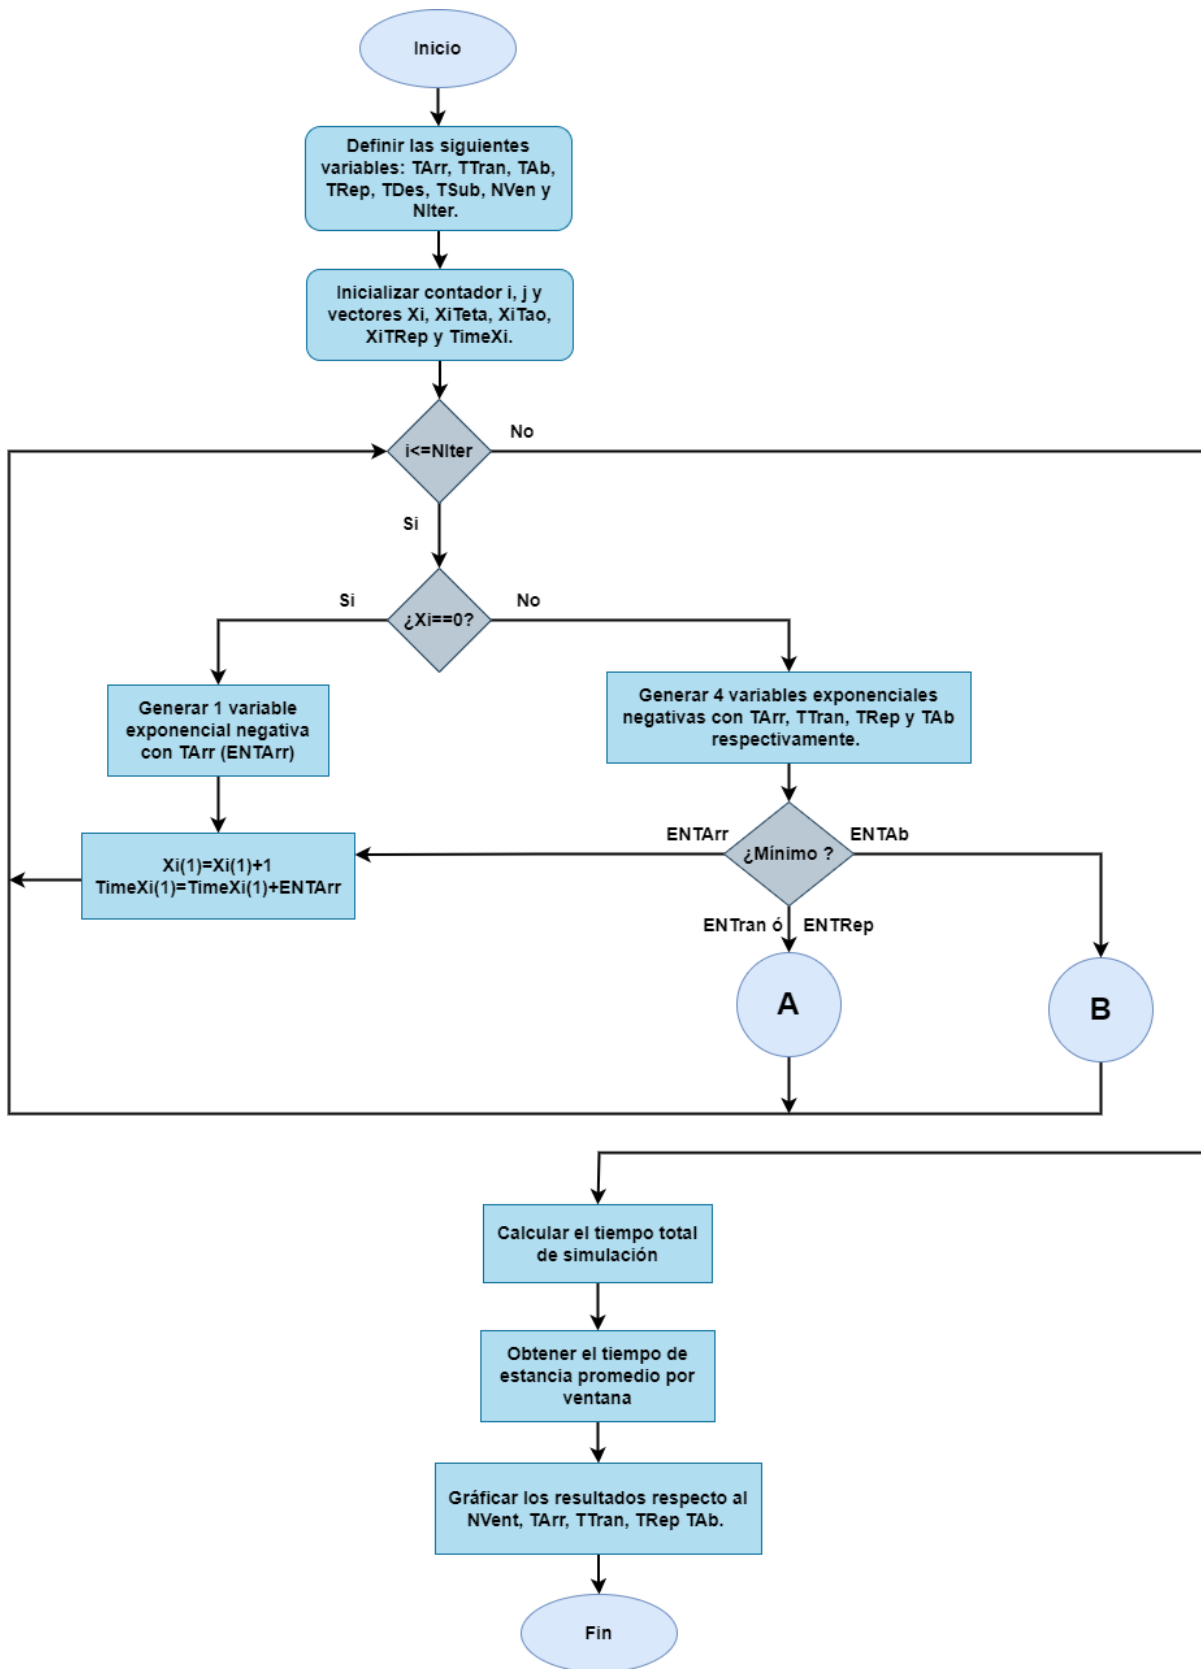 Inicio
Definir las siguientes
variables: TArr, TTran, TAb,
TRep, TDes, TSub, NVen y
NIter.
Inicializar contador i, j y
vectores Xi, XiTeta, XiTao,
XiTRep y TimeXi.
i<=NIter
No
Si
¿Xi==0?
Si
No
Generar 1 variable
exponencial negativa
con TArr (ENTArr)
Generar 4 variables exponenciales
negativas con TArr, TTran, TRep y TAb
respectivamente.
Xi(1)=Xi(1)+1
TimeXi(1)=TimeXi(1)+ENTArr
ENTArr
¿Mínimo ?
ENTAb
ENTran ó
ENTRep
A
B
Calcular el tiempo total
de simulación
Obtener el tiempo de
estancia promedio por
ventana
Gráficar los resultados respecto al
NVent, TArr, TTran, TRep TAb.
Fin